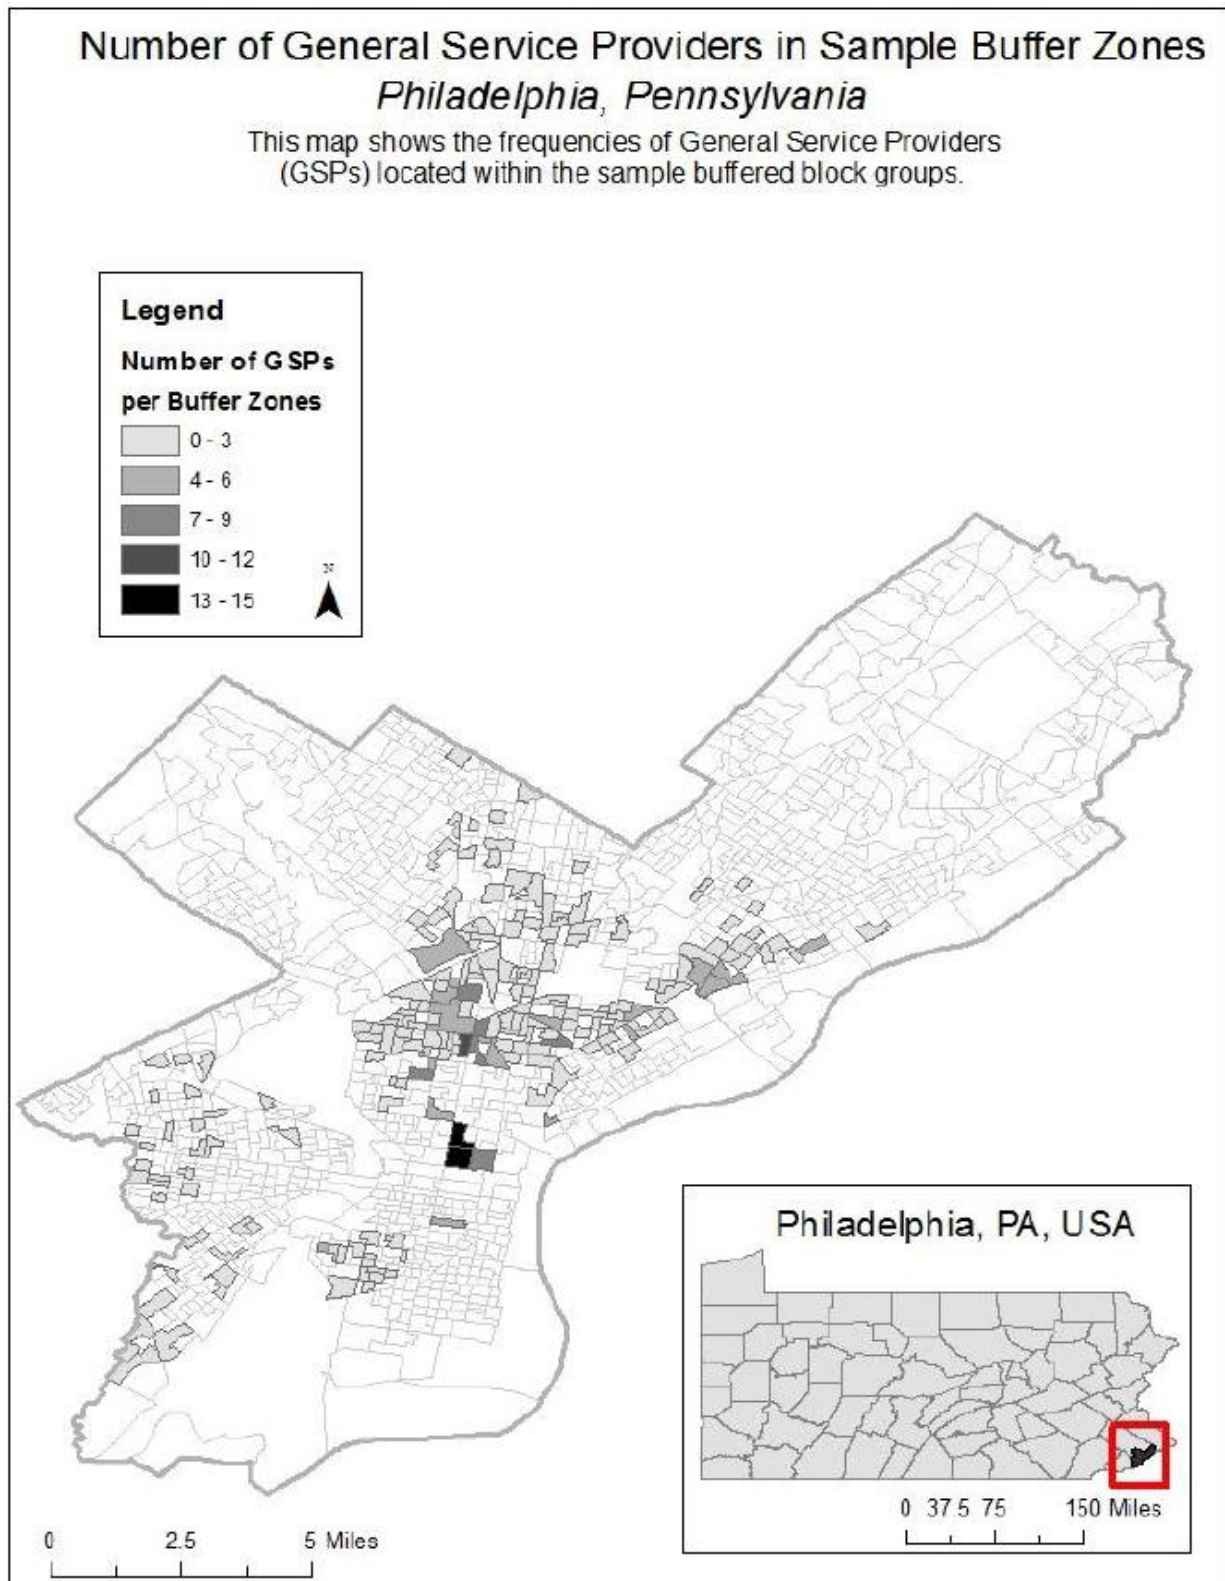 Number of General Service Providers in Sample Buffer Zones
Philadelphia, Pennsylvania
This map shows the frequencies of General Service Providers
(GSPs) located within the sample buffered block groups.
Legend
Number of GSPs
per Buffer Zones
0 - 3
4 - 6
7 - 9
10 - 12
13 - 15
N
Philadelphia, PA, USA
0 37.5 75 150 Miles
0 2.5 5 Miles